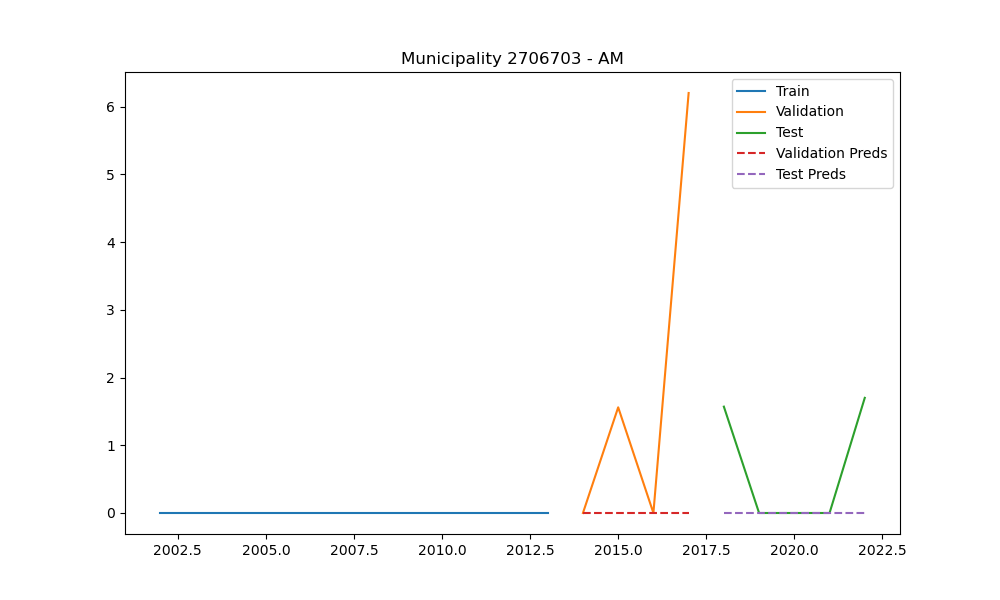 Municipality 2706703 - AM
Train
Validation
Test
Validation Preds
Test Preds
6
5
4
3
2
1
0
2002.5 2005.0 2007.5 2010.0 2012.5 2015.0 2017.5 2020.0 2022.5